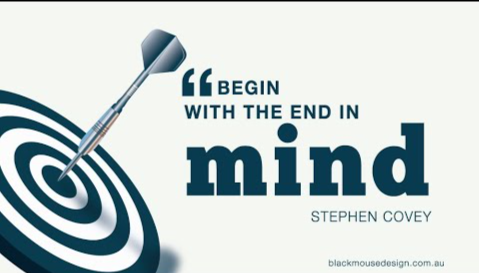 “BEGIN
WITH THE END IN
mind
STEPHEN COVEY
blackmousedesign.com.au